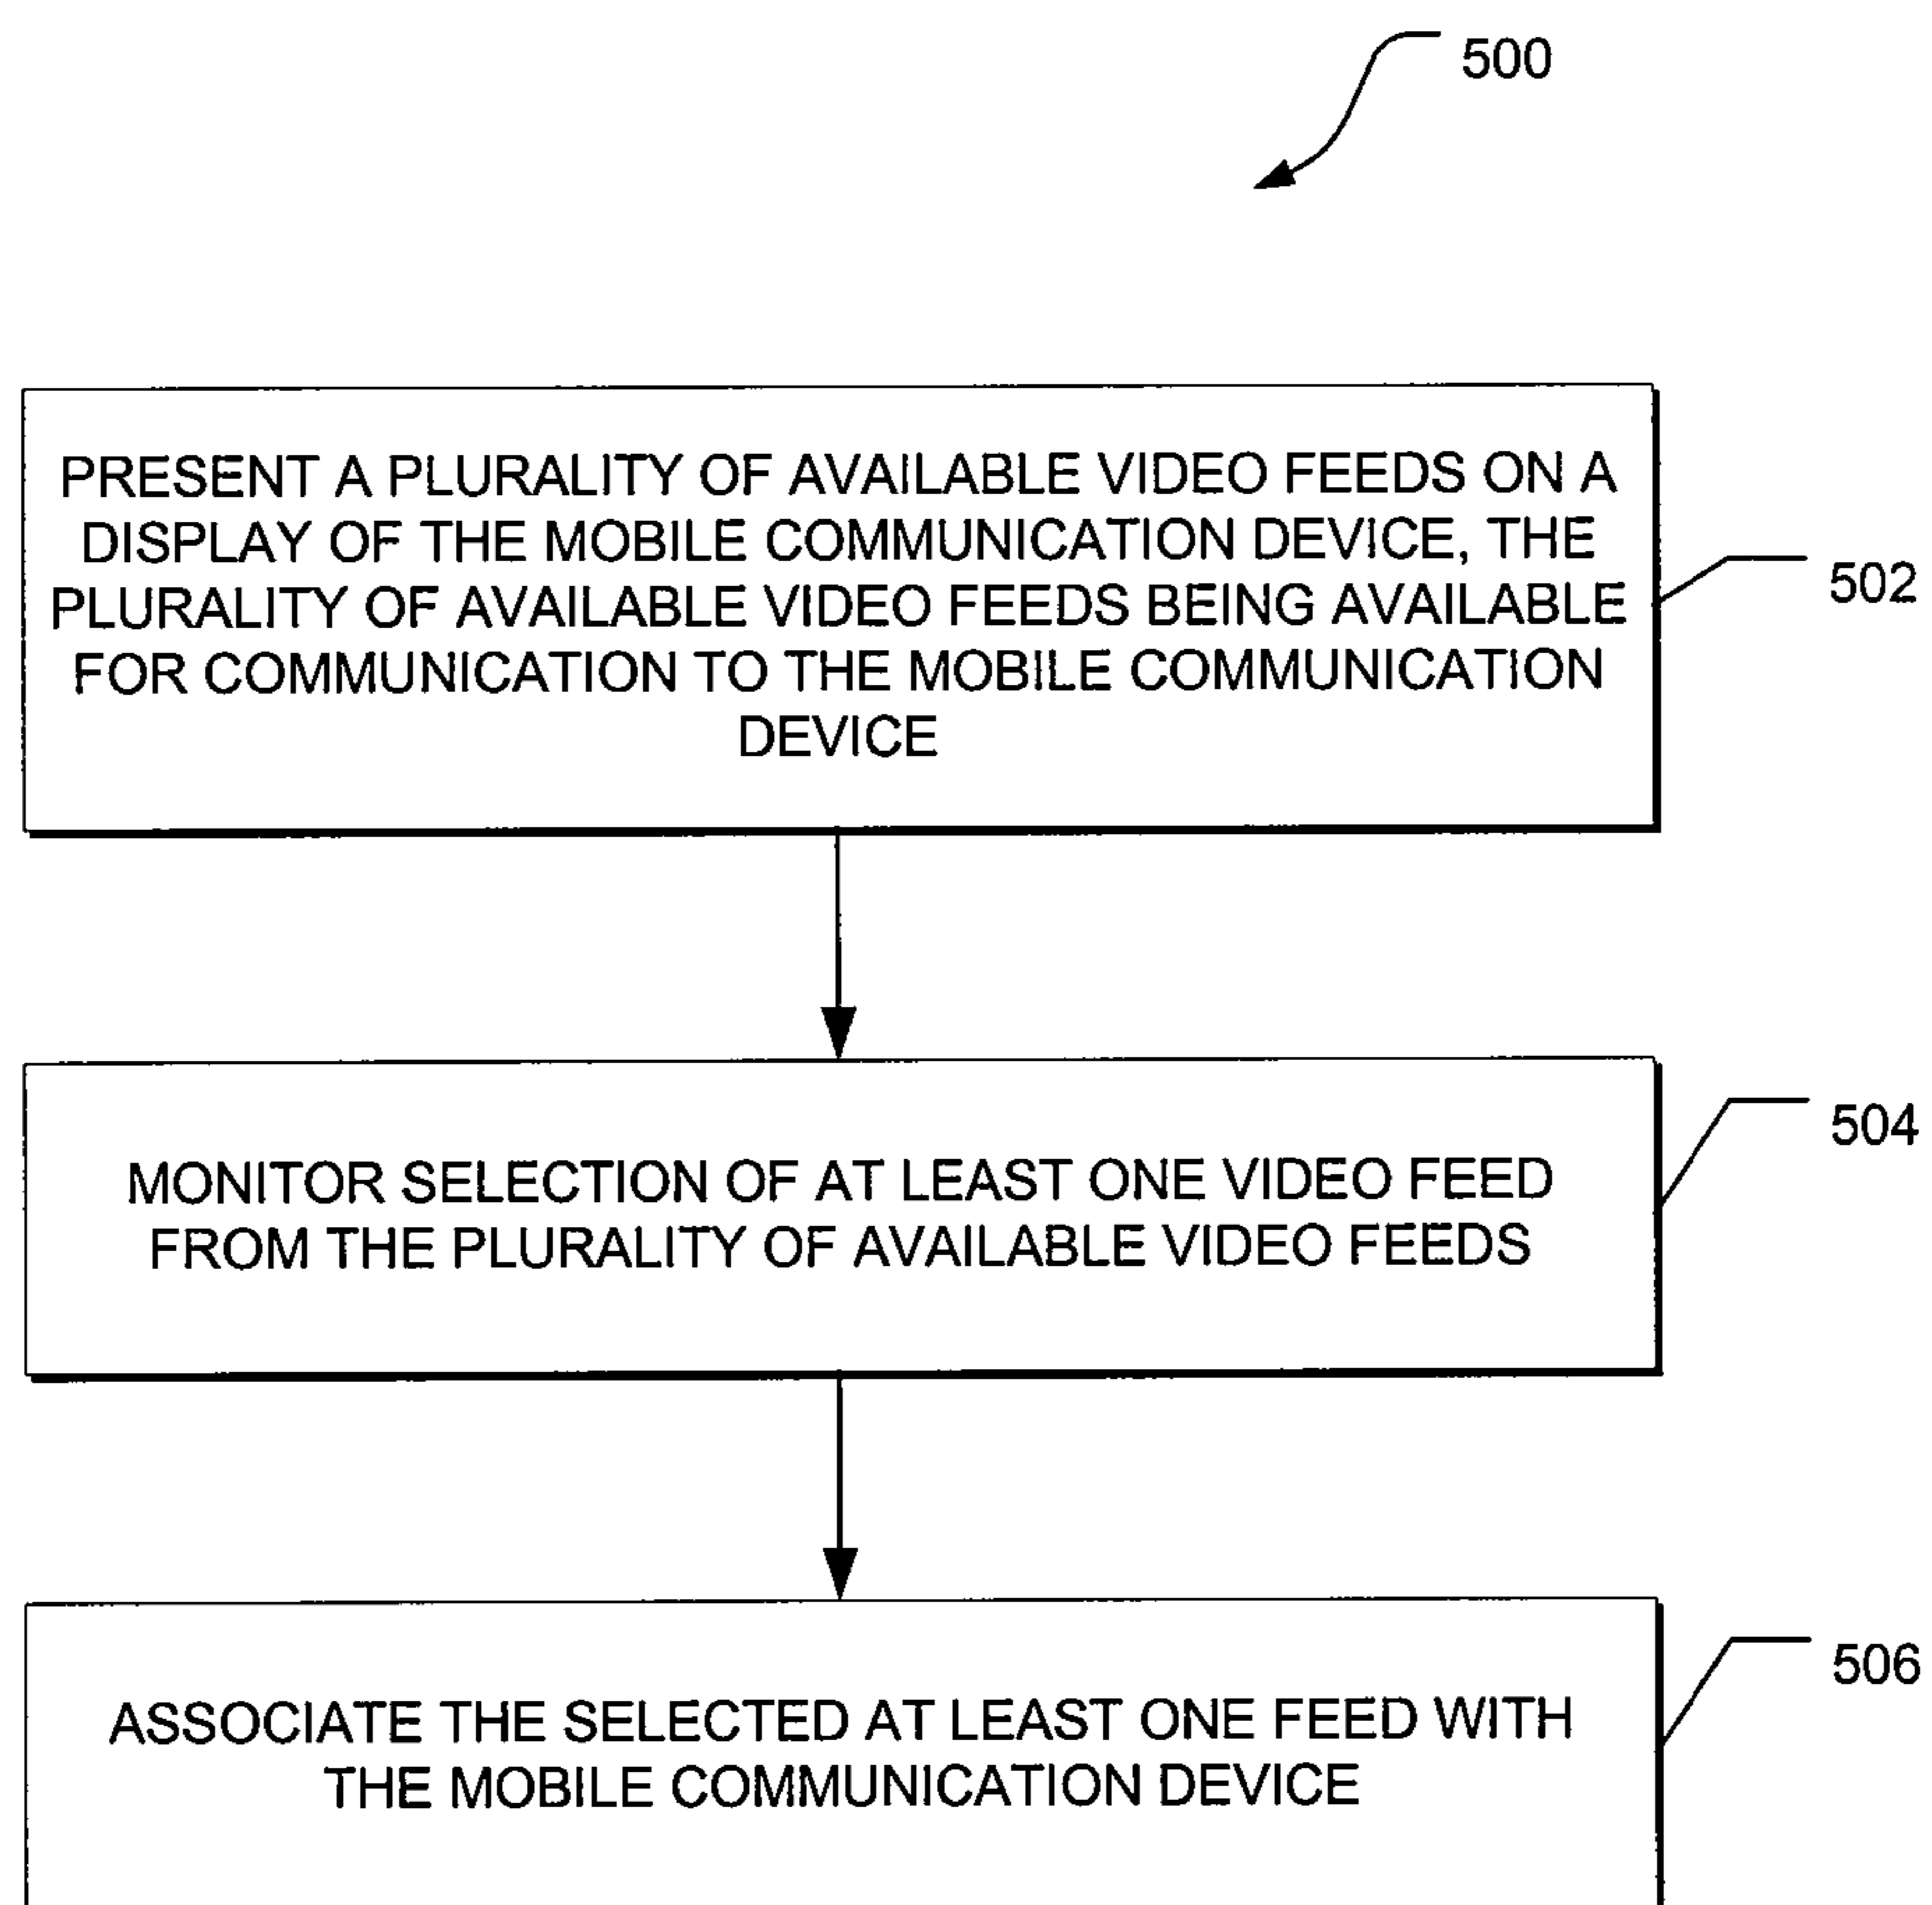 500
PRESENT A PLURALITY OF AVAILABLE VIDEO FEEDS ON A
DISPLAY OF THE MOBILE COMMUNICATION DEVICE, THE
PLURALITY OF AVAILABLE VIDEO FEEDS BEING AVAILABLE
FOR COMMUNICATION TO THE MOBILE COMMUNICATION
DEVICE
502
MONITOR SELECTION OF AT LEAST ONE VIDEO FEED
FROM THE PLURALITY OF AVAILABLE VIDEO FEEDS
504
ASSOCIATE THE SELECTED AT LEAST ONE FEED WITH
THE MOBILE COMMUNICATION DEVICE
506